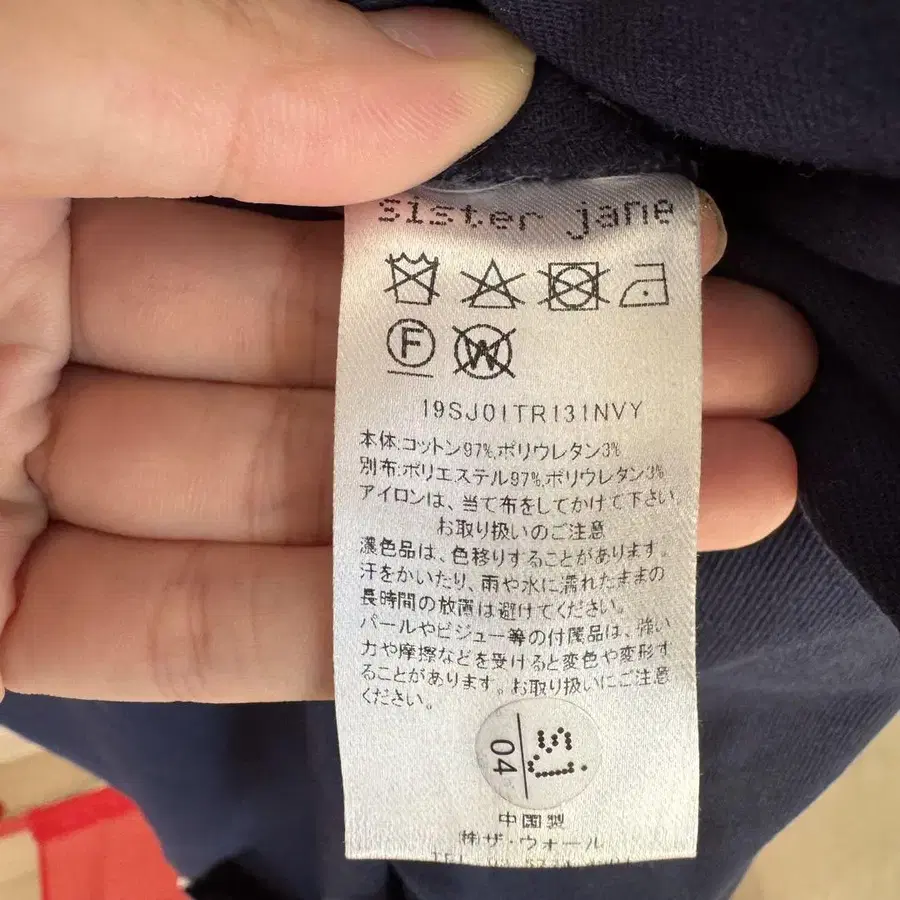 sister jane
F
W
19SJ01TR131NVY
本体:コットン97%,ポリウレタン3%
別布:ポリエステル97%,ポリウレタン3%
アイロンは、当て布をしてかけて下さい
お取り扱いのご注意
濃色品は、色移りすることがあります。
汗をかいたり、雨や水に濡れたままの
長時間の放置は避けてください。
パールやビジュー等の付属品は、強い
力や摩擦などを受けると変色や変形す
ることがあります。お取り扱いにご注意
ください。
SJ.
04
中国製
㈱ザ・ウォール
TEL